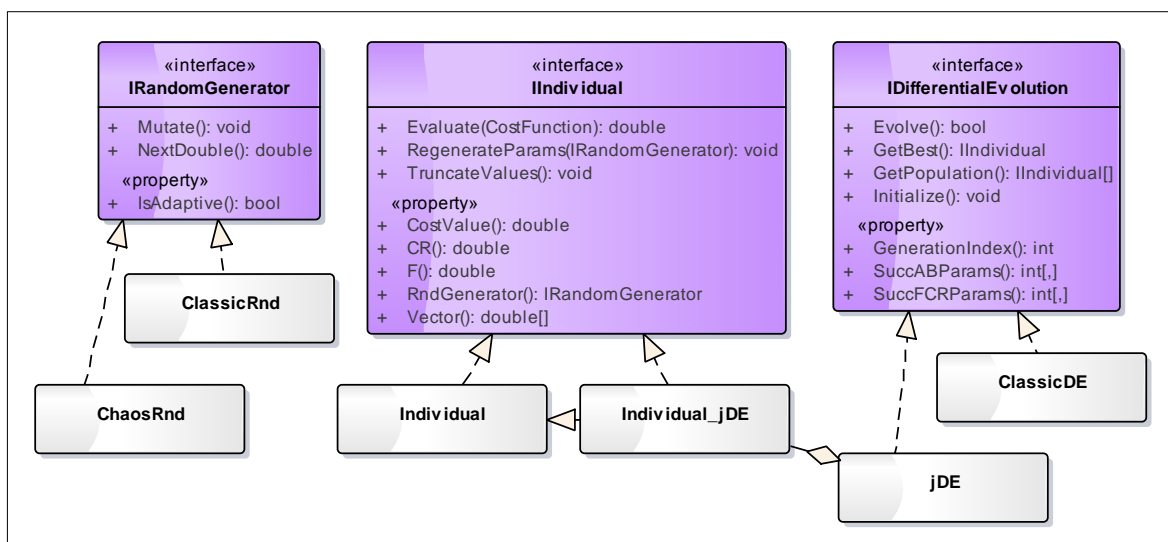 «interface»
IRandomGenerator
+ Mutate(): void
+ NextDouble(): double
«property»
+ IsAdaptive(): bool
«interface»
IIndividual
+ Evaluate(CostFunction): double
+ RegenerateParams(IRandomGenerator): void
+ TruncateValues(): void
«property»
+ CostValue(): double
+ CR(): double
+ F(): double
+ RndGenerator(): IRandomGenerator
+ Vector(): double[]
«interface»
IDifferentialEvolution
+ Evolve(): bool
+ GetBest(): IIndividual
+ GetPopulation(): IIndividual[]
+ Initialize(): void
«property»
+ GenerationIndex(): int
+ SuccABParams(): int[,]
+ SuccFCRParams(): int[,]
ClassicRnd
ChaosRnd
Individual
Individual_jDE
ClassicDE
jDE